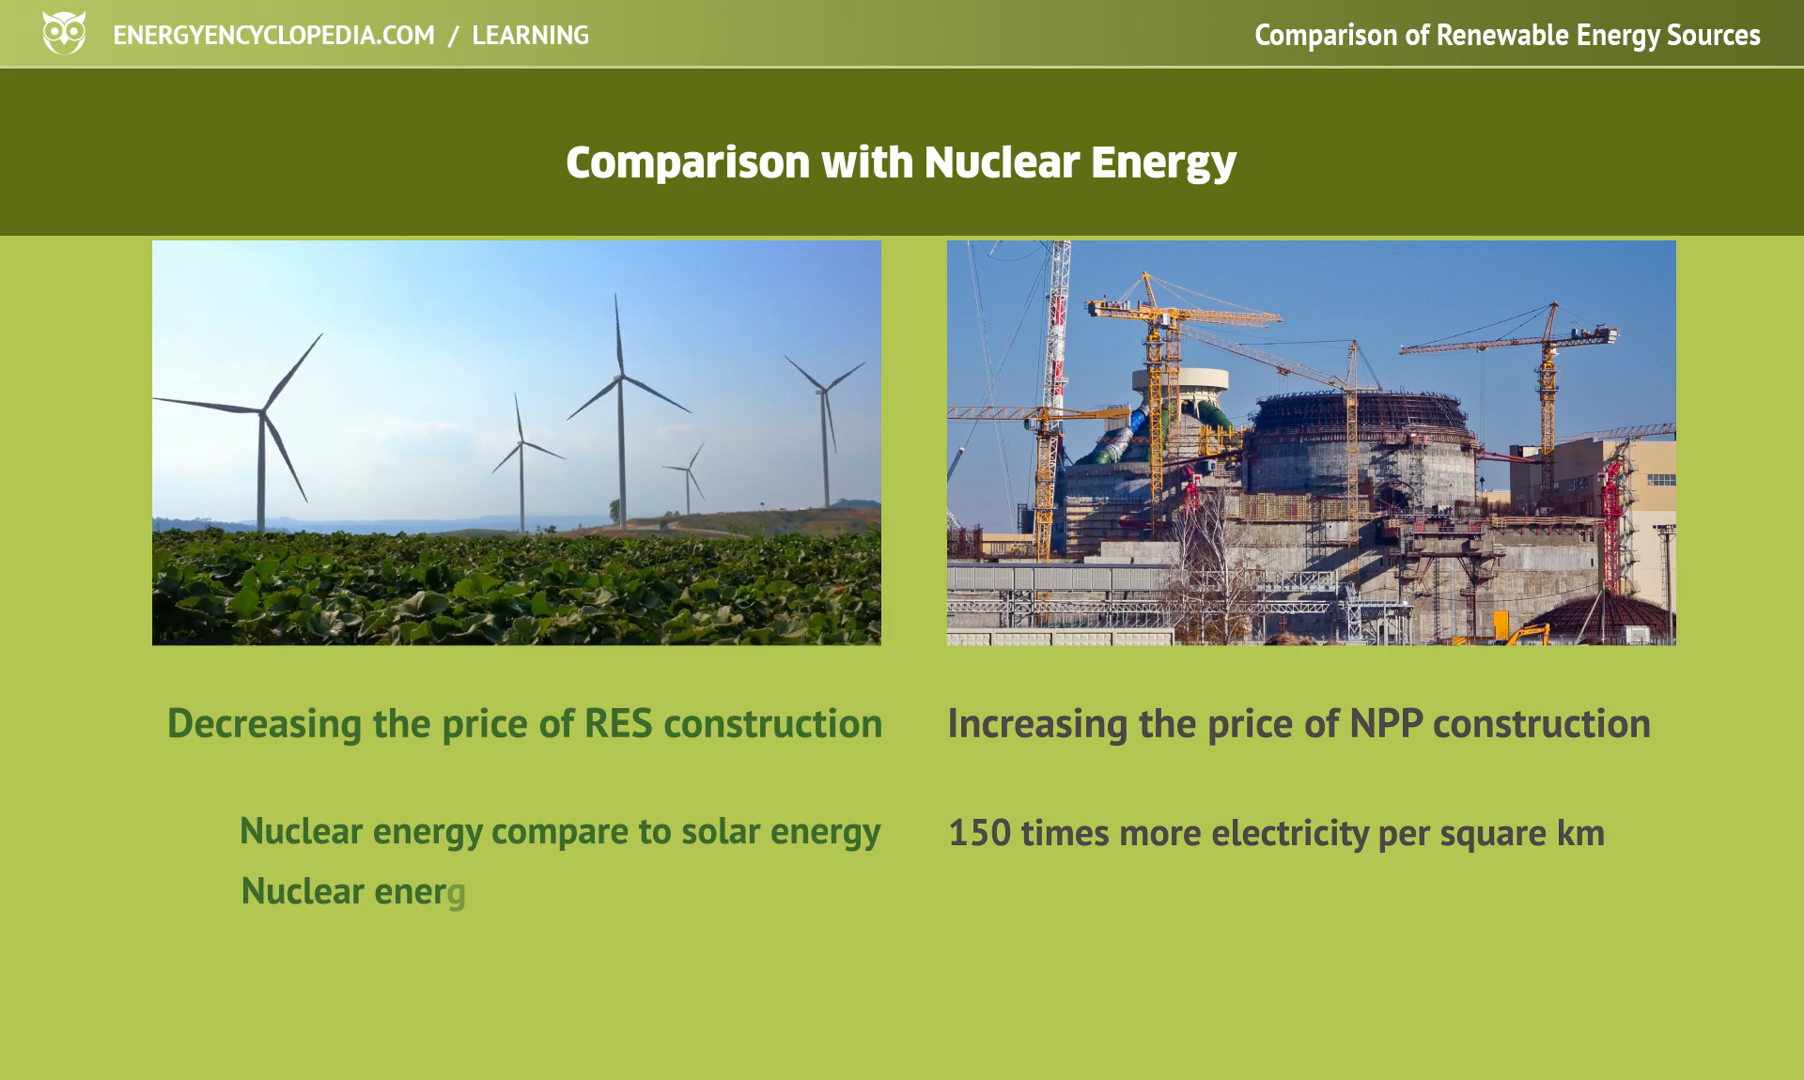 ENERGYENCYCLOPEDIA.COM / LEARNING
Comparison of Renewable Energy Sources
Comparison with Nuclear Energy
Decreasing the price of RES construction
Increasing the price of NPP construction
Nuclear energy compare to solar energy
150 times more electricity per square km
Nuclear energ